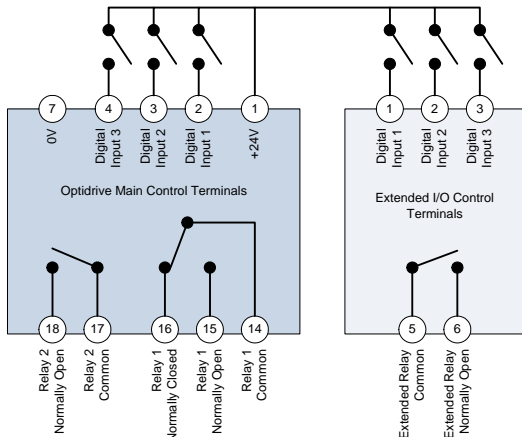 7
4
3
2
1
1
2
3
0V
Digital
Input 3
Digital
Input 2
Digital
Input 1
+24V
Digital
Input 1
Digital
Input 2
Digital
Input 3
Optidrive Main Control Terminals
Extended I/O Control
Terminals
18
17
16
15
14
5
6
Relay 2
Normally Open
Relay 2
Common
Relay 1
Normally Closed
Relay 1
Normally Open
Relay 1
Common
Extended Relay
Common
Extended Relay
Normally Open